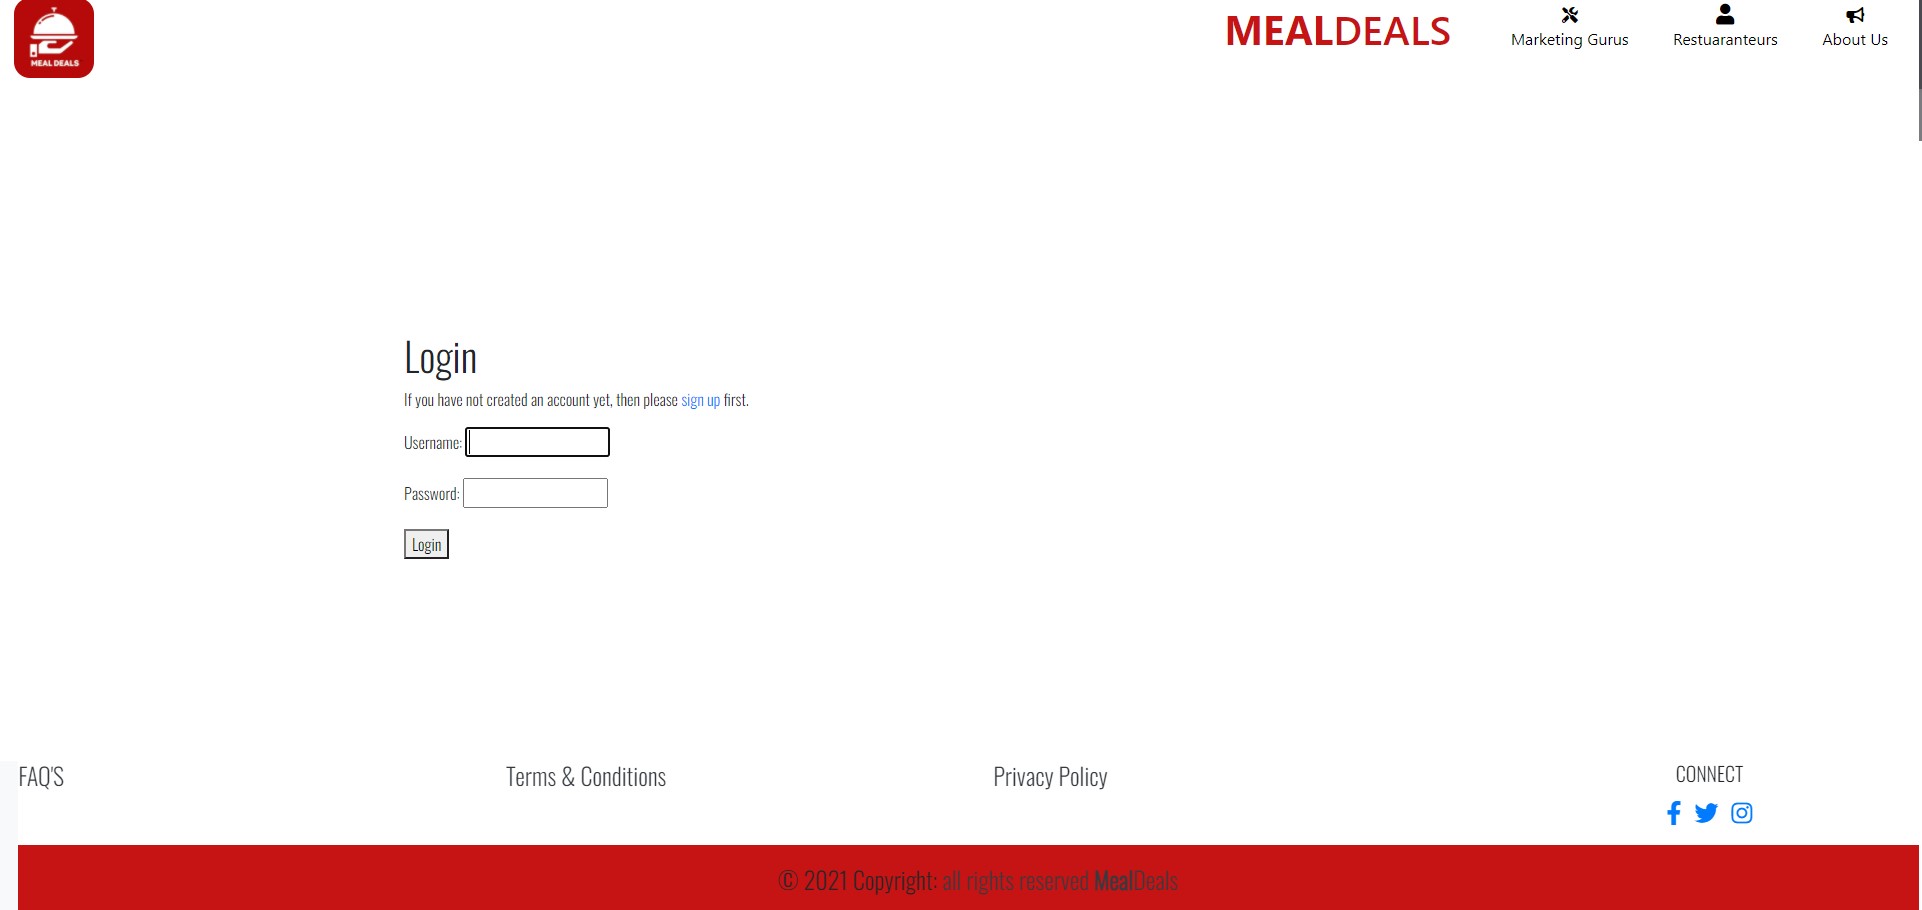 MEAL DEALS
MEALDEALS
Marketing Gurus
Restuaranteurs
About Us
Login
If you have not created an account yet, then please sign up first.
Username:
Password:
Login
FAQ'S
Terms & Conditions
Privacy Policy
CONNECT
© 2021 Copyright: all rights reserved MealDeals